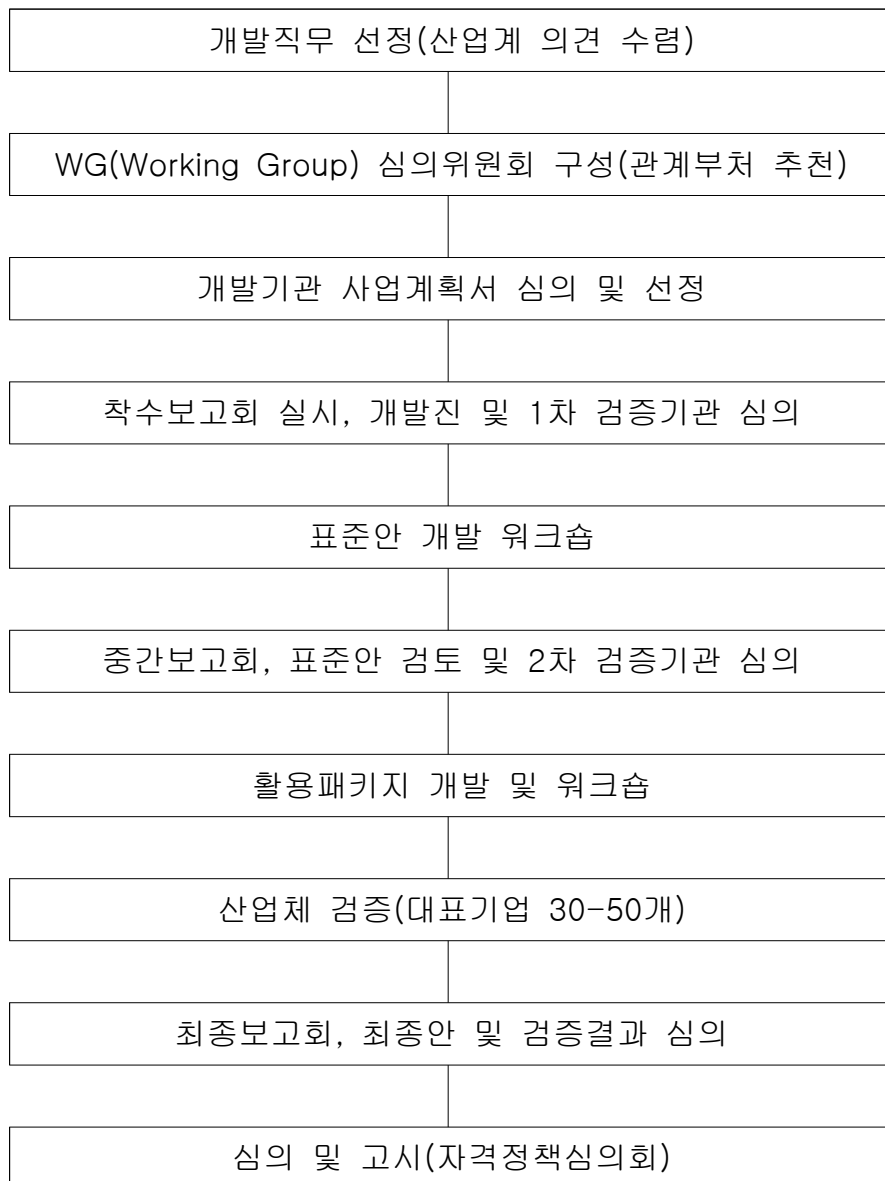 개발직무 선정(산업계 의견 수렴)
WG(Working Group) 심의위원회 구성(관계부처 추천)
개발기관 사업계획서 심의 및 선정
착수보고회 실시, 개발진 및 1차 검증기관 심의
표준안 개발 워크숍
중간보고회, 표준안 검토 및 2차 검증기관 심의
활용패키지 개발 및 워크숍
산업체 검증(대표기업 30-50개)
최종보고회, 최종안 및 검증결과 심의
심의 및 고시(자격정책심의회)